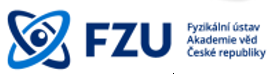 FZU
Fyzikální ústav
Akademie věd
České republiky